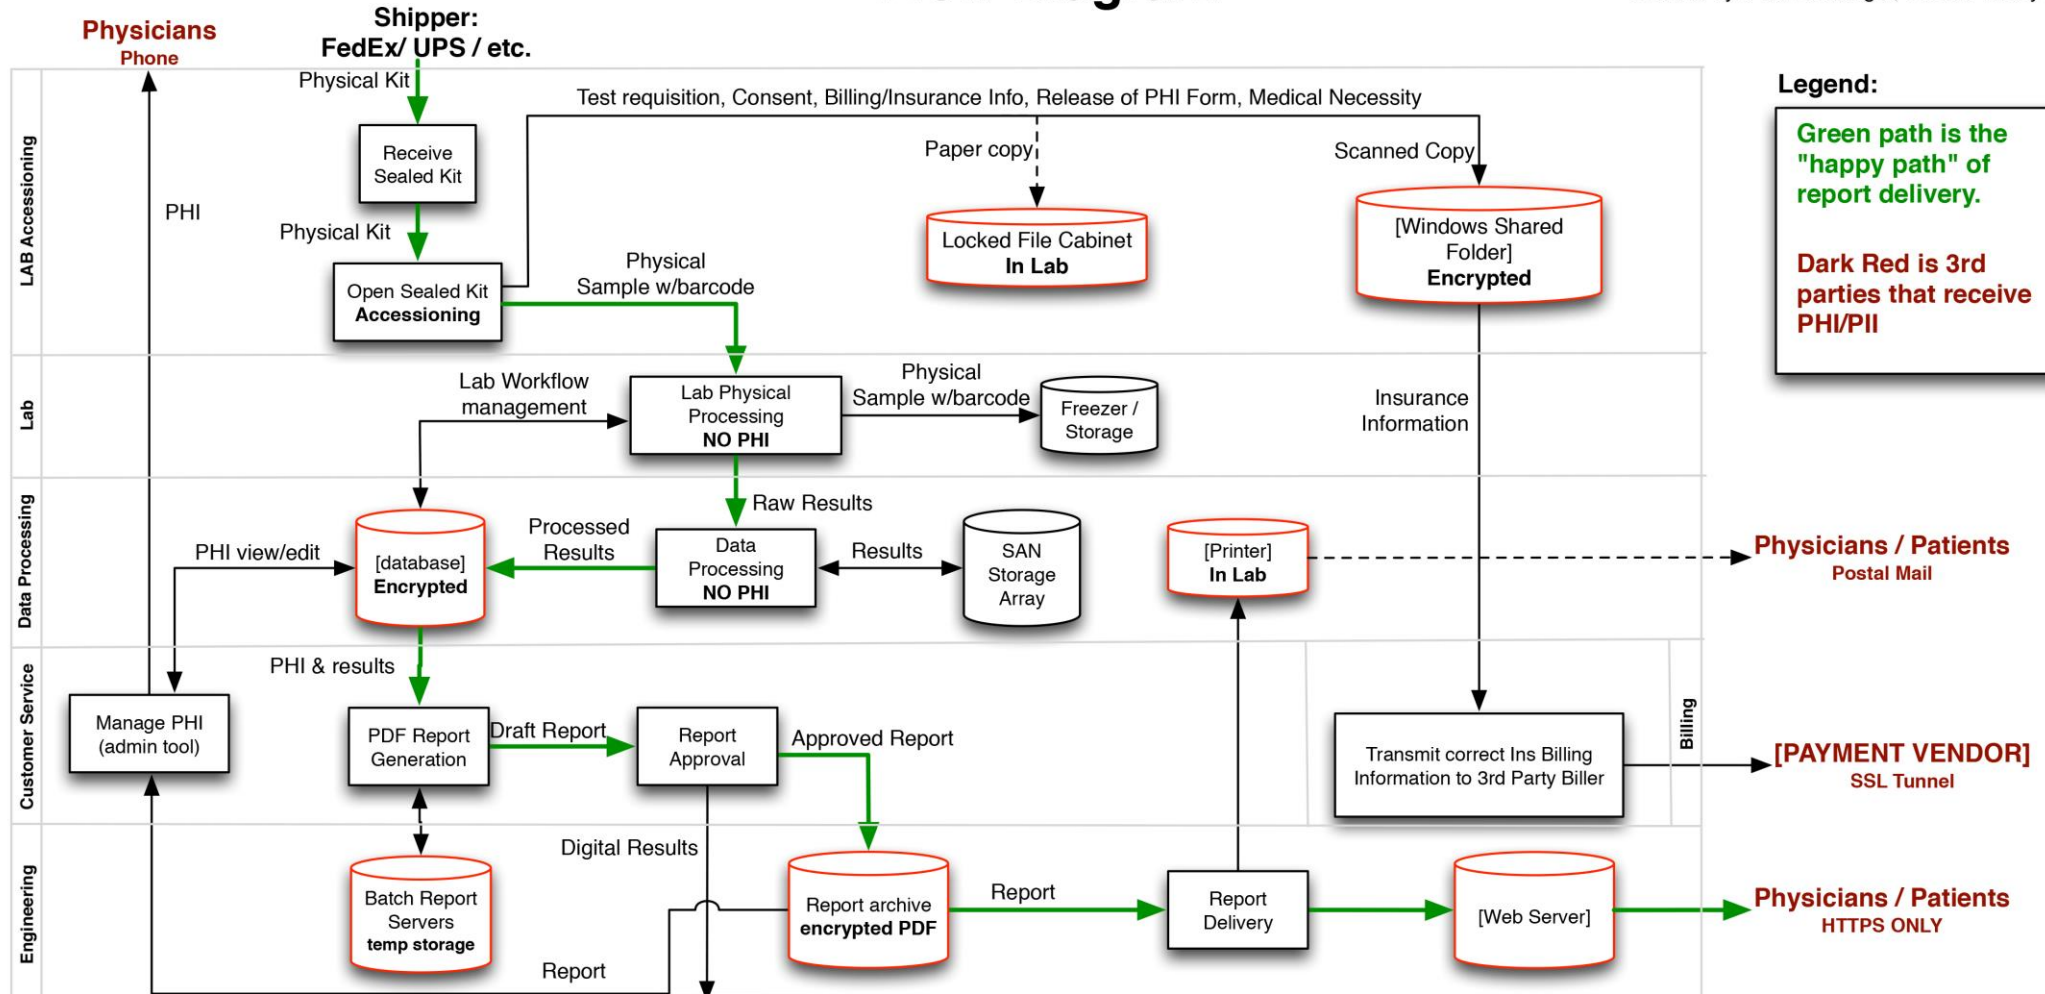 Physicians
Phone
Shipper:
FedEx/ UPS / etc.
Physical Kit
Legend:
Green path is the
"happy path" of
report delivery.
Dark Red is 3rd
parties that receive
PHI/PII
LAB Accessioning
PHI
Receive
Sealed Kit
Physical Kit
Open Sealed Kit
Accessioning
Test requisition, Consent, Billing/Insurance Info, Release of PHI Form, Medical Necessity
Paper copy
Scanned Copy
Locked File Cabinet
In Lab
[Windows Shared
Folder]
Encrypted
Physical
Sample w/barcode
Lab
Lab Workflow
management
Lab Physical
Processing
NO PHI
Physical
Sample w/barcode
Freezer /
Storage
Insurance
Information
Data Processing
PHI view/edit
[database]
Encrypted
Processed
Results
Raw Results
Data
Processing
NO PHI
Results
SAN
Storage
Array
[Printer]
In Lab
Physicians / Patients
Postal Mail
Customer Service
PHI & results
Manage PHI
(admin tool)
PDF Report
Generation
Draft Report
Report
Approval
Approved Report
Transmit correct Ins Billing
Information to 3rd Party Biller
Billing
[PAYMENT VENDOR]
SSL Tunnel
Engineering
Batch Report
Servers
temp storage
Digital Results
Report archive
encrypted PDF
Report
Report
Delivery
[Web Server]
Physicians / Patients
HTTPS ONLY
Report